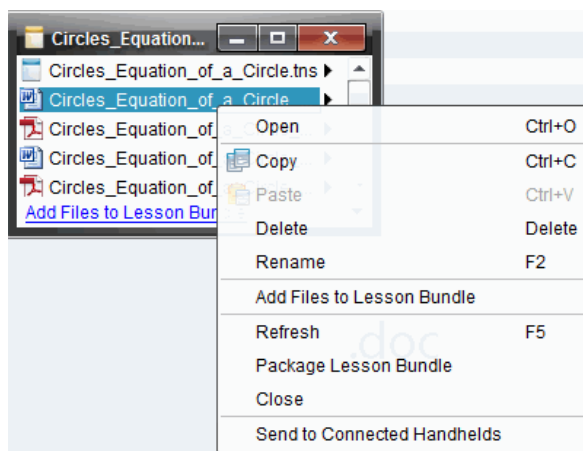 Circles_Equation...
Circles_Equation_of_a_Circle.tns
Circles_Equation_of_a_Circle
Circles_Equation_of_
Circles_Equation_of_
Circles_Equation_of_
Add Files to Lesson Bun
Open Ctrl+O
Copy Ctrl+C
Paste Ctrl+V
Delete Delete
Rename F2
Add Files to Lesson Bundle
Refresh F5
.doc
Package Lesson Bundle
Close
Send to Connected Handhelds